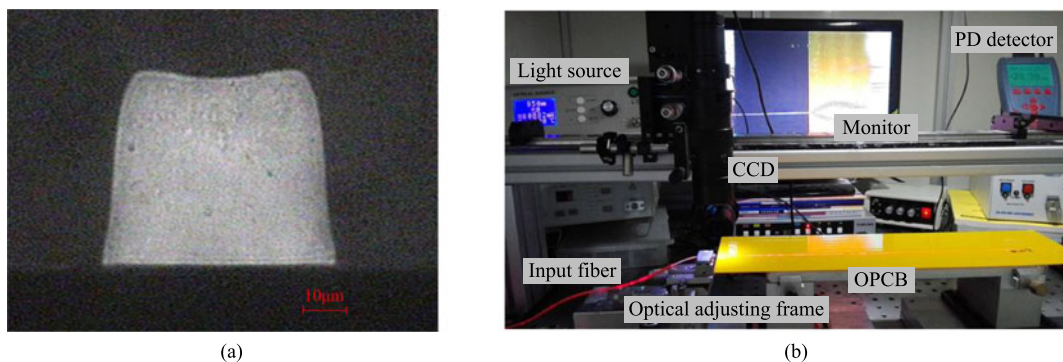 10μm
Light source
PD detector
Monitor
CCD
Input fiber
OPCB
Optical adjusting frame
(a)
(b)